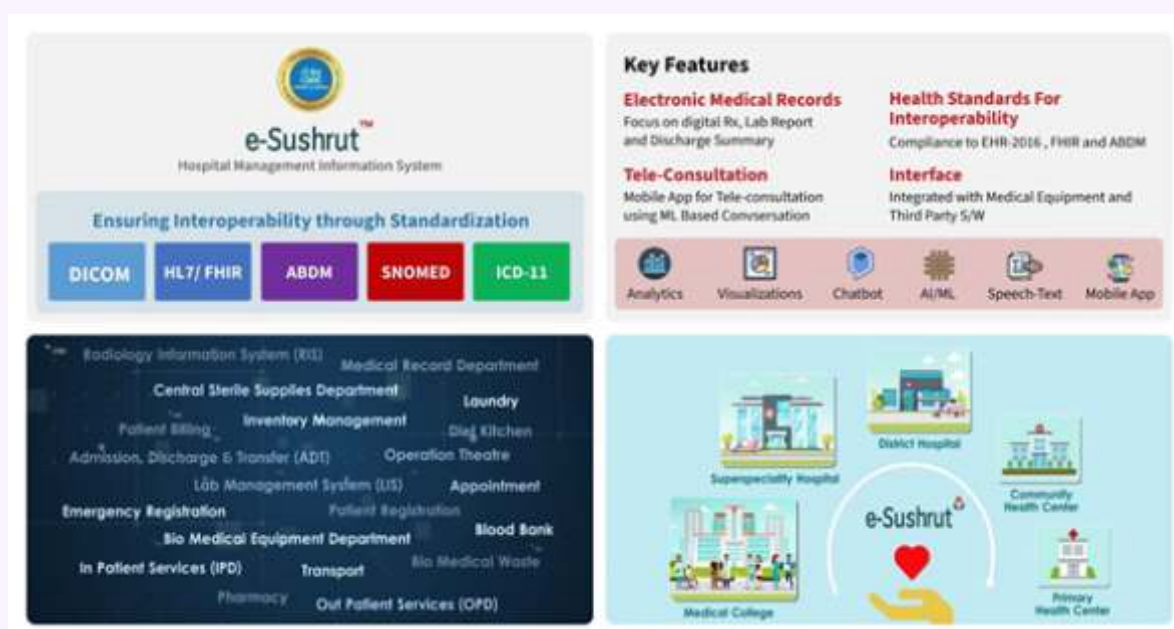 e-Sushrut™
Hospital Management Information System
Ensuring Interoperability through Standardization
DICOM
HL7/ FHIR
ABDM
SNOMED
ICD-11
Key Features
Electronic Medical Records
Focus on digital Rx, Lab Report
and Discharge Summary
Health Standards For
Interoperability
Compliance to EHR-2016 , FHIR and ABDM
Tele-Consultation
Mobile App for Tele-consultation
using ML Based Convsersation
Interface
Integrated with Medical Equipment and
Third Party S/W
Analytics
Visualizations
Chatbot
AI/ML
Speech-Text
Mobile App
Radiology Information System (RIS)
Medical Record Department
Central Sterile Supplies Department
Laundry
Inventory Management
Patient Billing
Diet Kitchen
Admission, Discharge & Transfer (ADT)
Operation Theatre
Lab Management System (LIS)
Appointment
Emergency Registration
Patient Registration
Blood Bank
Bio Medical Equipment Department
Bio Medical Waste
In Patient Services (IPD)
Transport
Pharmacy
Out Patient Services (OPD)
District Hospital
Superspeciality Hospital
Community
Health Center
e-Sushrut
Medical College
Primary
Health Center